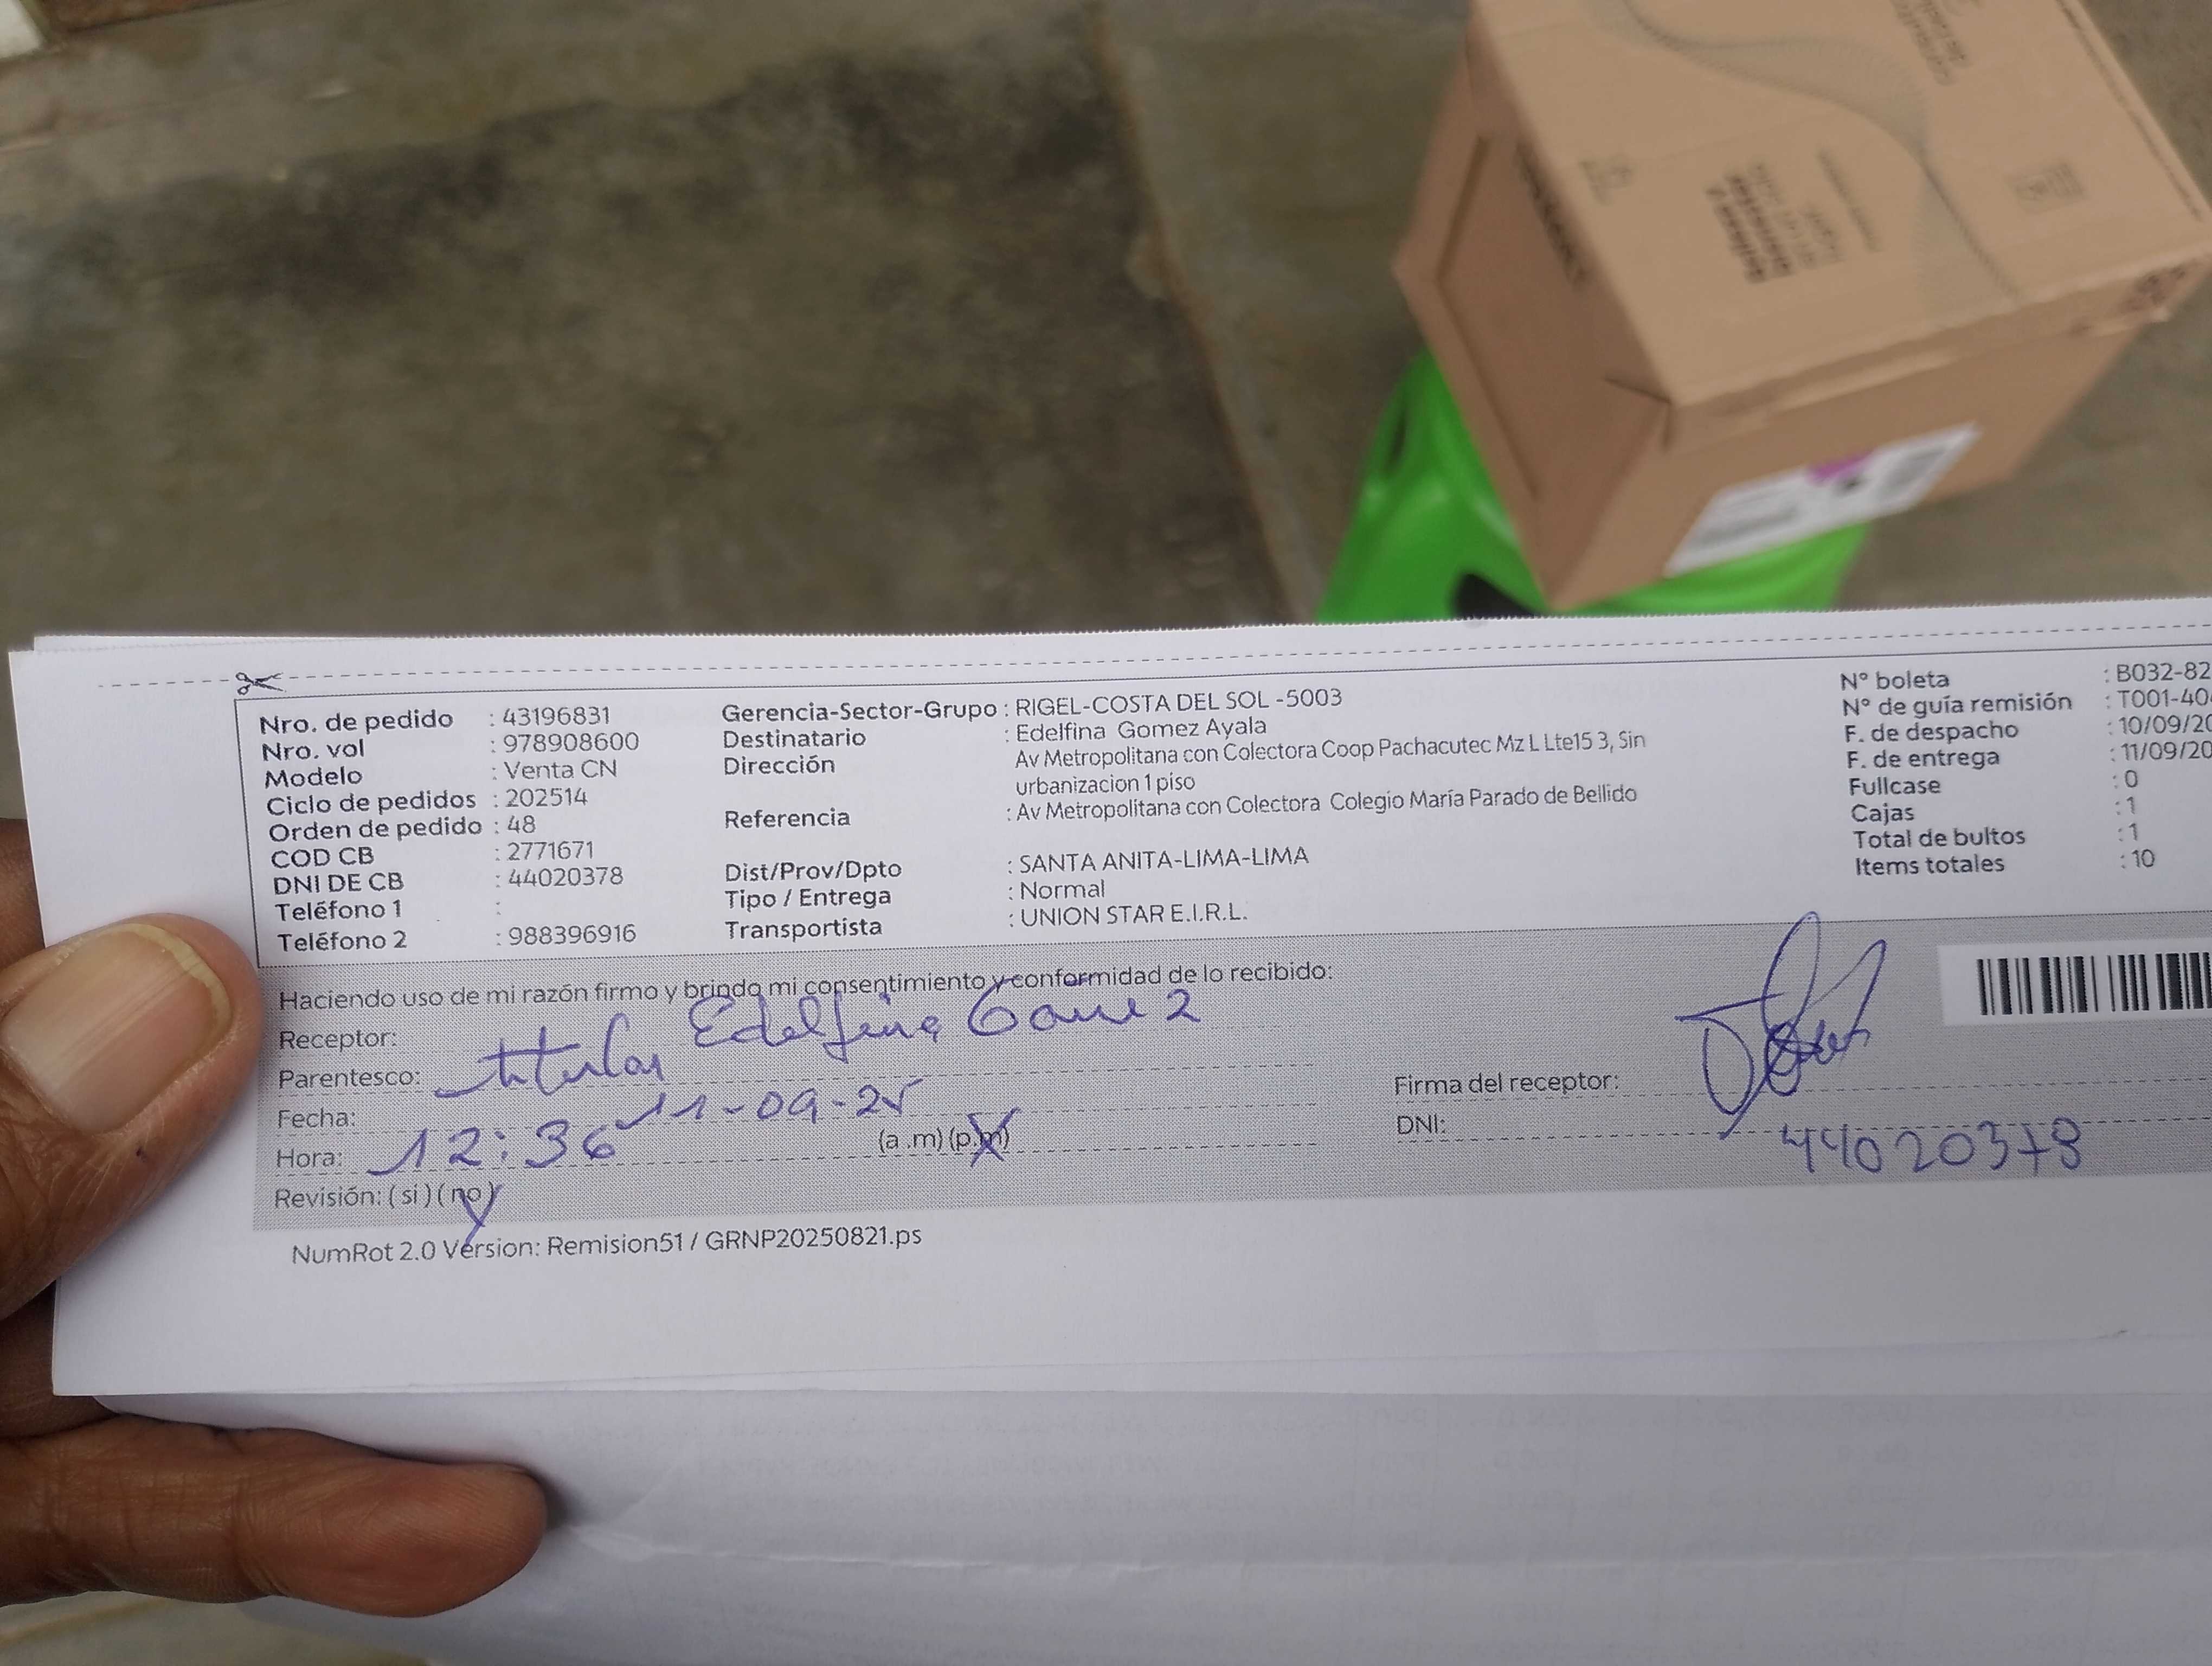 Nro. de pedido : 43196831
Nro. vol : 978908600
Modelo : Venta CN
Ciclo de pedidos : 202514
Orden de pedido : 48
COD CB : 2771671
DNI DE CB : 44020378
Teléfono 1 :
Teléfono 2 : 988396916
Gerencia-Sector-Grupo : RIGEL-COSTA DEL SOL -5003
Destinatario : Edelfina Gomez Ayala
Dirección Av Metropolitana con Colectora Coop Pachacutec Mz L Lte15 3, Sin
urbanizacion 1 piso
Referencia : Av Metropolitana con Colectora Colegio María Parado de Bellido
Dist/Prov/Dpto : SANTA ANITA-LIMA-LIMA
Tipo / Entrega : Normal
Transportista : UNION STAR E.I.R.L.
N° boleta : B032-82
N° de guía remisión : T001-40
F. de despacho : 10/09/20
F. de entrega : 11/09/20
Fullcase : 0
Cajas : 1
Total de bultos : 1
Items totales : 10
Haciendo uso de mi razón firmo y brindo mi consentimiento y conformidad de lo recibido:
Receptor: Edelfina Gomez
Parentesco: titular
Fecha: 11-09-25
Hora: 12:36 (a.m) (p.m)
Revisión: (si) (no)
Firma del receptor:
DNI: 44020378
NumRot 2.0 Version: Remision51 / GRNP20250821.ps